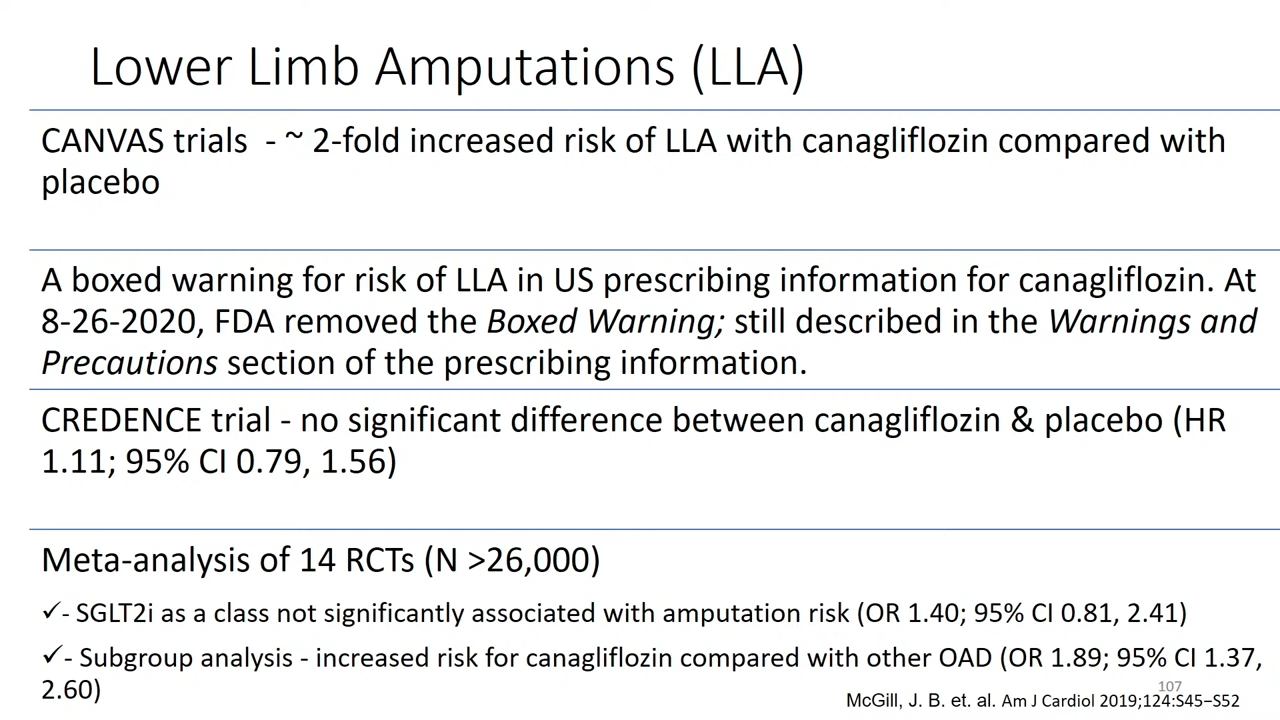 Lower Limb Amputations (LLA)
CANVAS trials - ~ 2-fold increased risk of LLA with canagliflozin compared with
placebo
A boxed warning for risk of LLA in US prescribing information for canagliflozin. At
8-26-2020, FDA removed the Boxed Warning; still described in the Warnings and
Precautions section of the prescribing information.
CREDENCE trial - no significant difference between canagliflozin & placebo (HR
1.11; 95% CI 0.79, 1.56)
Meta-analysis of 14 RCTs (N >26,000)
✓- SGLT2i as a class not significantly associated with amputation risk (OR 1.40; 95% CI 0.81, 2.41)
✓- Subgroup analysis - increased risk for canagliflozin compared with other OAD (OR 1.89; 95% CI 1.37,
2.60)
107
McGill, J. B. et. al. Am J Cardiol 2019;124:S45−S52